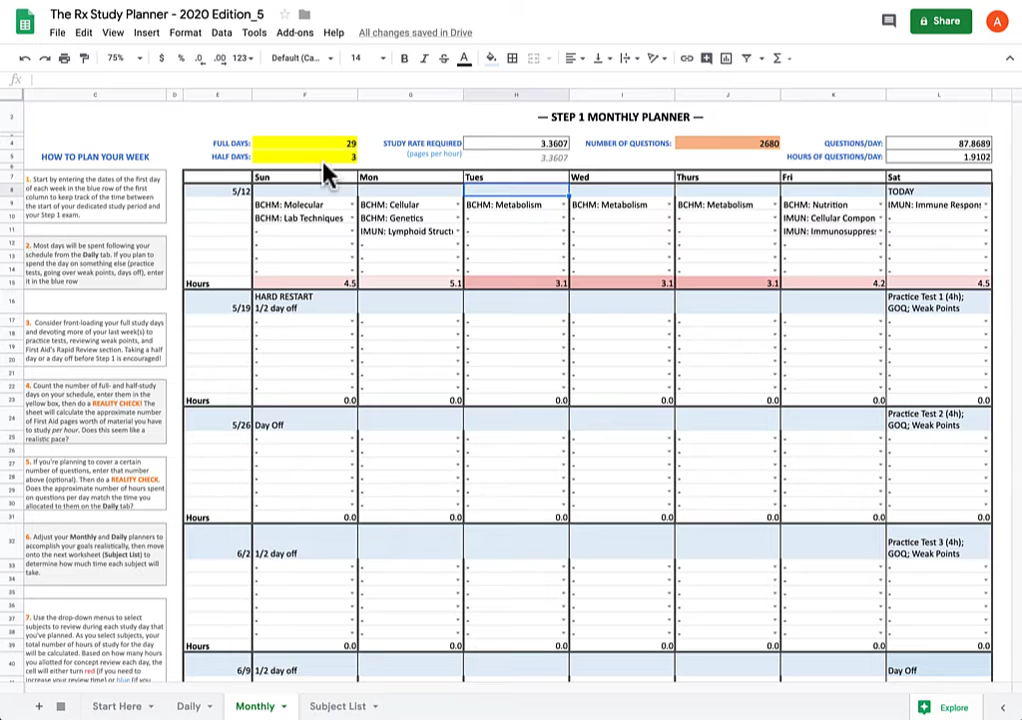 The Rx Study Planner - 2020 Edition_5
File Edit View Insert Format Data Tools Add-ons Help All changes saved in Drive
Share
A
75% $ % .0 .00 123 Default (Ca... 14 B I S A
fx
C D E F G H I J K L
— STEP 1 MONTHLY PLANNER —
FULL DAYS: 29 STUDY RATE REQUIRED 3.3607 NUMBER OF QUESTIONS: 2680 QUESTIONS/DAY: 87.8689
HOW TO PLAN YOUR WEEK HALF DAYS: 3 (pages per hour) 3.3607 HOURS OF QUESTIONS/DAY: 1.9102
1. Start by entering the dates of the first day
of each week in the blue row of the first
column to keep track of the time between
the start of your dedicated study period and
your Step 1 exam.
2. Most days will be spent following your
schedule from the Daily tab. If you plan to
spend the day on something else (practice
tests, going over weak points, days off), enter
it in the blue row
3. Consider front-loading your full study days
and devoting more of your last week(s) to
practice tests, reviewing weak points, and
First Aid's Rapid Review section. Taking a half
day or a day off before Step 1 is encouraged!
4. Count the number of full- and half-study
days on your schedule, enter them in the
yellow box, then do a REALITY CHECK! The
sheet will calculate the approximate number
of First Aid pages worth of material you have
to study per hour. Does this seem like a
realistic pace?
5. If you're planning to cover a certain
number of questions, enter that number
above (optional). Then do a REALITY CHECK.
Does the approximate number of hours spent
on questions per day match the time you
allocated to them on the Daily tab?
6. Adjust your Monthly and Daily planners to
accomplish your goals realistically, then move
onto the next worksheet (Subject List) to
determine how much time each subject will
take.
7. Use the drop-down menus to select
subjects to review during each study day that
you've planned. As you select subjects, your
total number of hours of study for the day
will be calculated. Based on how many hours
you allotted for concept review each day, the
cell will either turn red (if you need to
increase your review time) or blue (if you
Sun Mon Tues Wed Thurs Fri Sat
5/12 TODAY
BCHM: Molecular BCHM: Cellular BCHM: Metabolism BCHM: Metabolism BCHM: Metabolism BCHM: Nutrition IMUN: Immune Respon
BCHM: Lab Techniques BCHM: Genetics IMUN: Cellular Compon
IMUN: Lymphoid Structu IMUN: Immunosuppres
Hours 4.5 5.1 3.1 3.1 3.1 4.2 4.5
HARD RESTART Practice Test 1 (4h);
5/19 1/2 day off GOQ; Weak Points
Hours 0.0 0.0 0.0 0.0 0.0 0.0 0.0
Practice Test 2 (4h);
5/26 Day Off GOQ; Weak Points
Hours 0.0 0.0 0.0 0.0 0.0 0.0 0.0
Practice Test 3 (4h);
6/2 1/2 day off GOQ; Weak Points
Hours 0.0 0.0 0.0 0.0 0.0 0.0 0.0
6/9 1/2 day off Day Off
Start Here Daily Monthly Subject List Explore